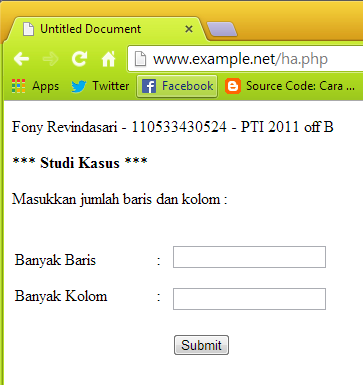 Untitled Document
www.example.net/ha.php
Apps Twitter Facebook Source Code: Cara ...
Fony Revindasari - 110533430524 - PTI 2011 off B
*** Studi Kasus ***
Masukkan jumlah baris dan kolom :
Banyak Baris :
Banyak Kolom :
Submit